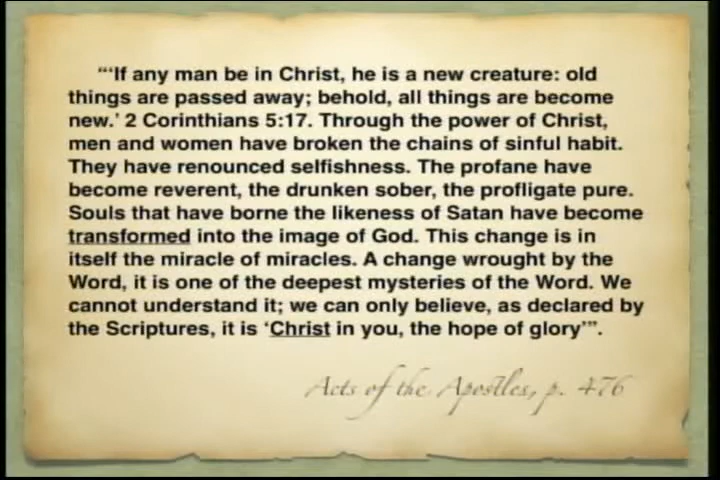 “‘If any man be in Christ, he is a new creature: old
things are passed away; behold, all things are become
new.’ 2 Corinthians 5:17. Through the power of Christ,
men and women have broken the chains of sinful habit.
They have renounced selfishness. The profane have
become reverent, the drunken sober, the profligate pure.
Souls that have borne the likeness of Satan have become
transformed into the image of God. This change is in
itself the miracle of miracles. A change wrought by the
Word, it is one of the deepest mysteries of the Word. We
cannot understand it; we can only believe, as declared by
the Scriptures, it is ‘Christ in you, the hope of glory’”.
Acts of the Apostles, p. 476